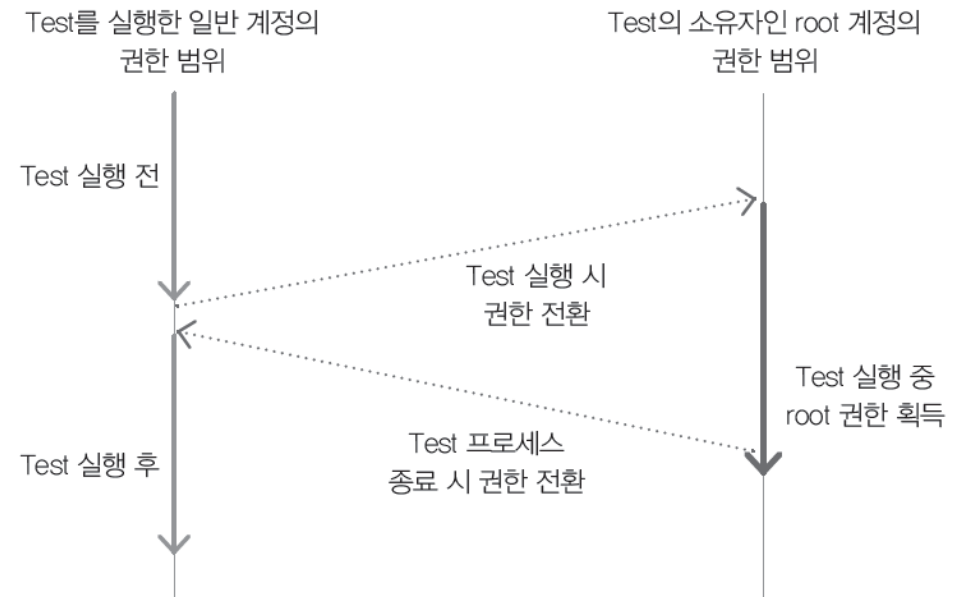 Test를 실행한 일반 계정의
권한 범위
Test의 소유자인 root 계정의
권한 범위
Test 실행 전
Test 실행 시
권한 전환
Test 실행 중
root 권한 획득
Test 프로세스
종료 시 권한 전환
Test 실행 후